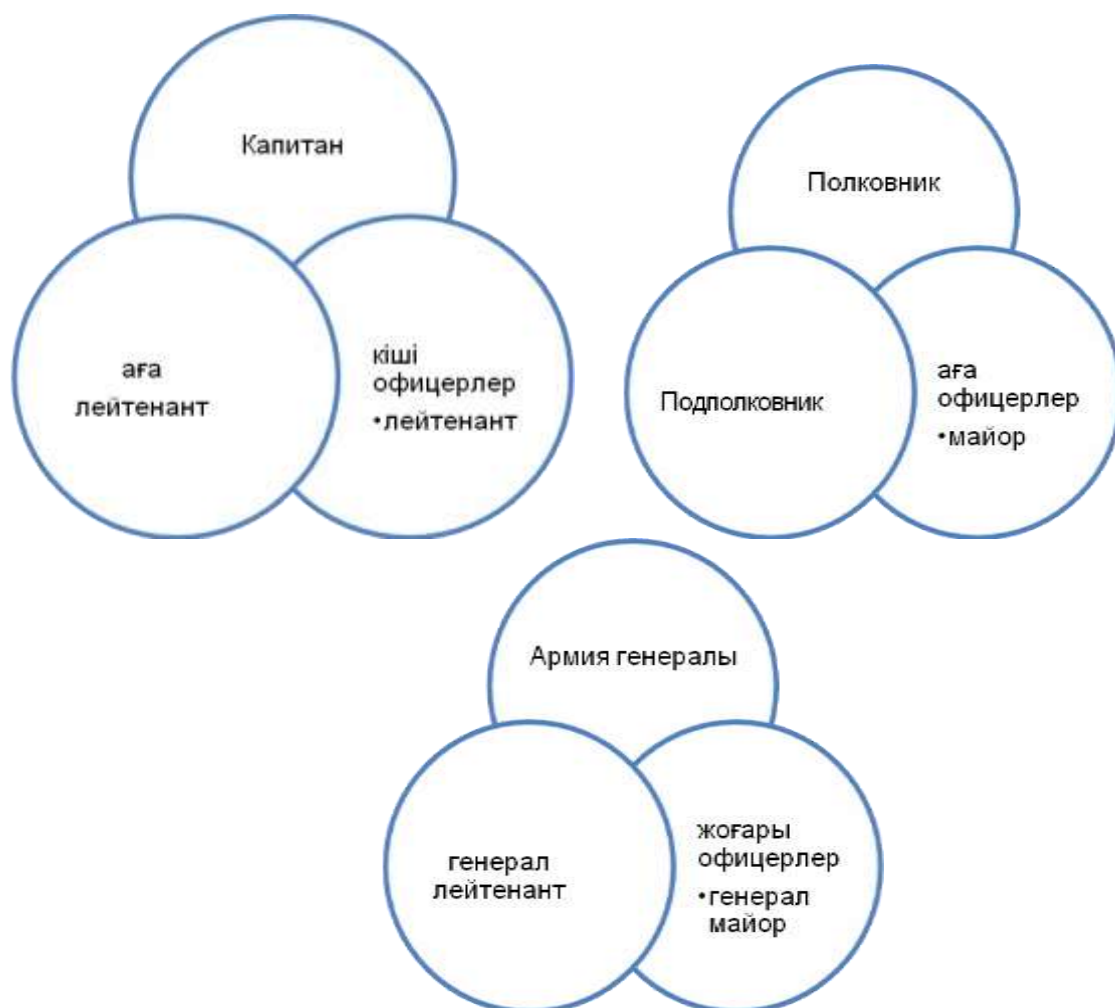 Капитан
аға
лейтенант
кіші
офицерлер
•лейтенант
Полковник
Подполковник
аға
офицерлер
•майор
Армия генералы
генерал
лейтенант
жоғары
офицерлер
•генерал
майор